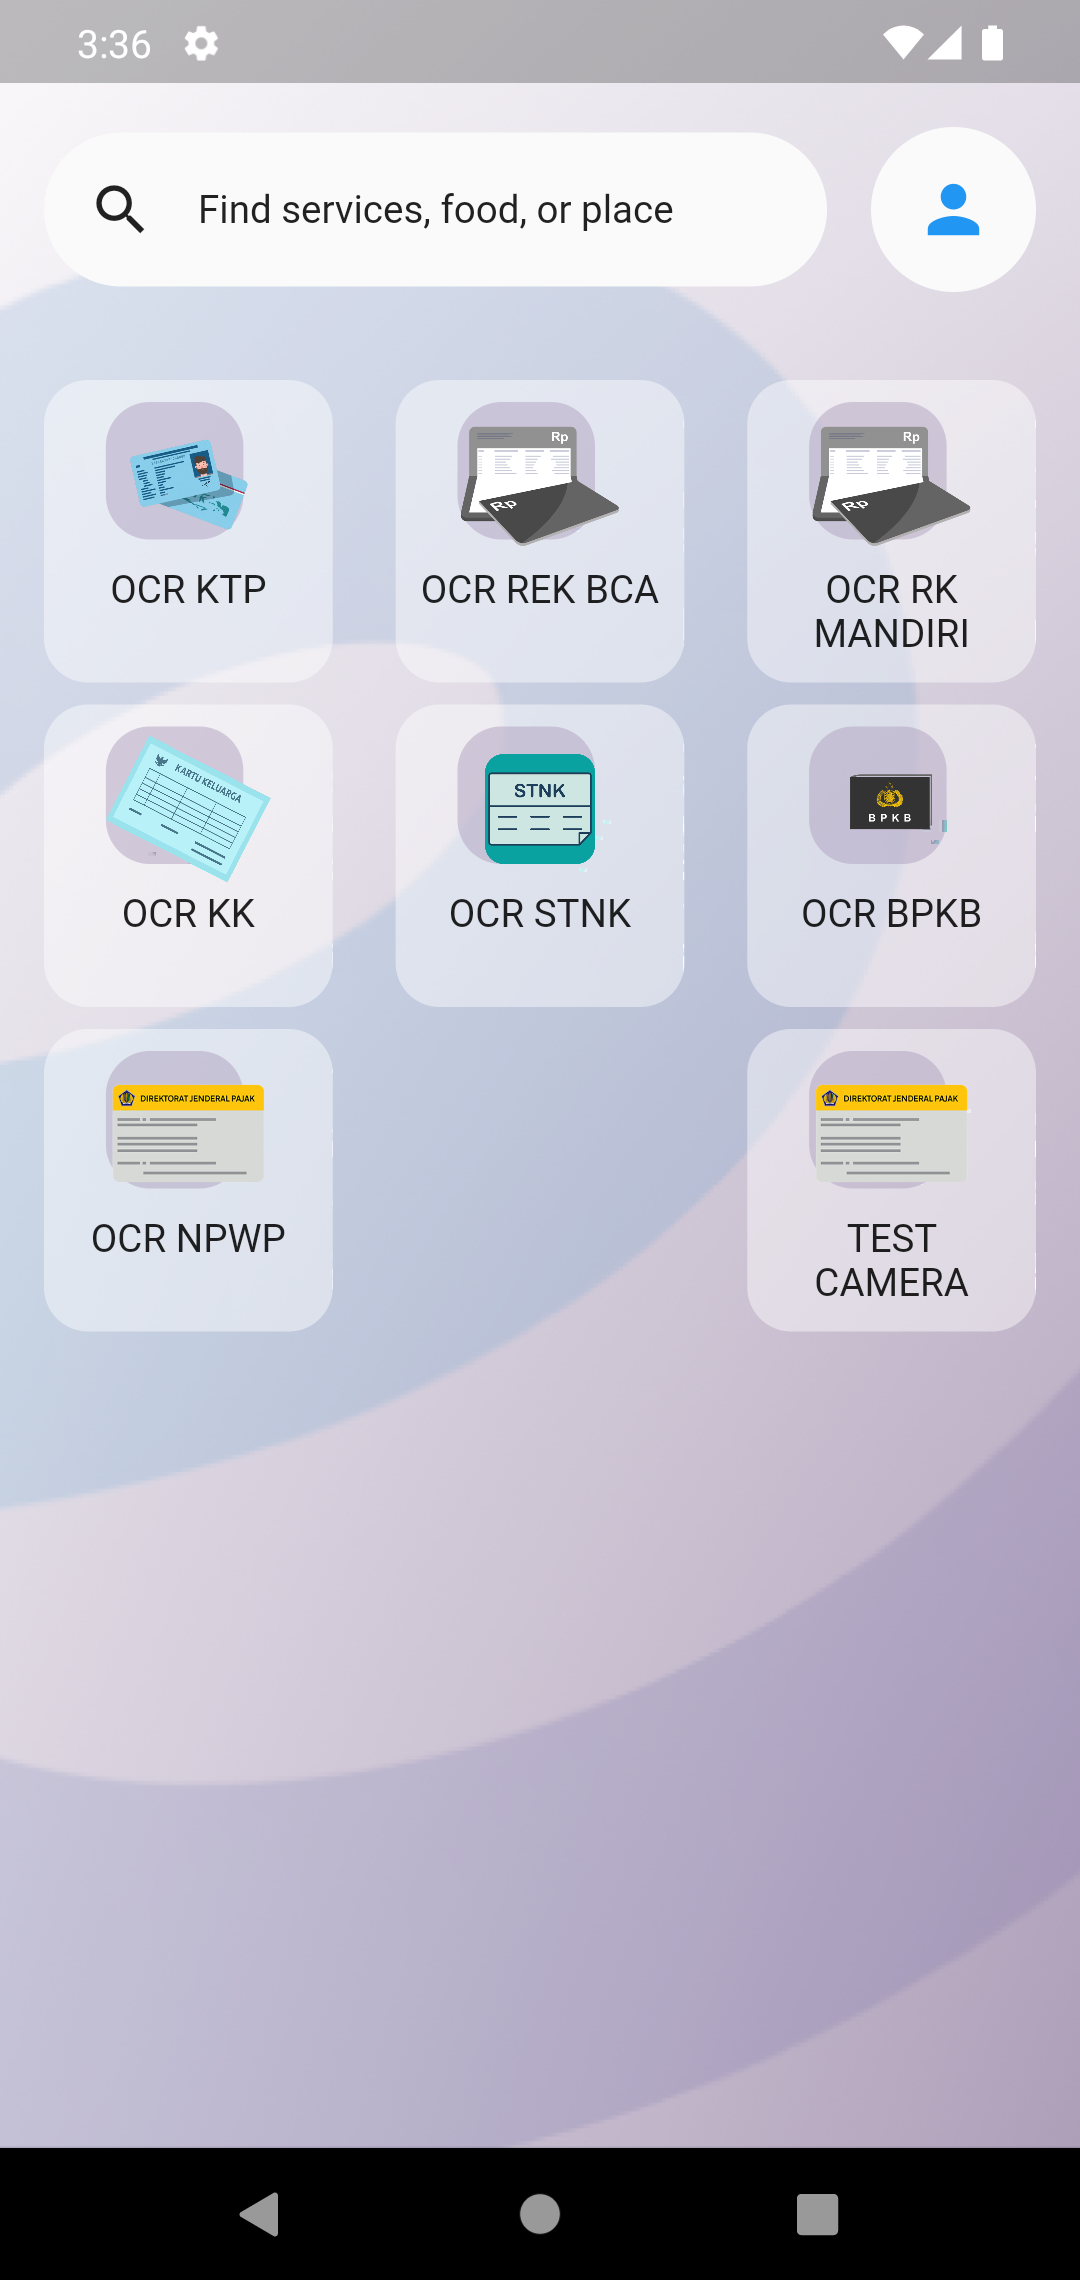 3:36
Find services, food, or place
Rp
Rp
Rp
Rp
OCR KTP
OCR REK BCA
OCR RK
MANDIRI
KARTU KELUARGA
STNK
BPKB
OCR KK
OCR STNK
OCR BPKB
DIREKTORAT JENDERAL PAJAK
DIREKTORAT JENDERAL PAJAK
OCR NPWP
TEST
CAMERA